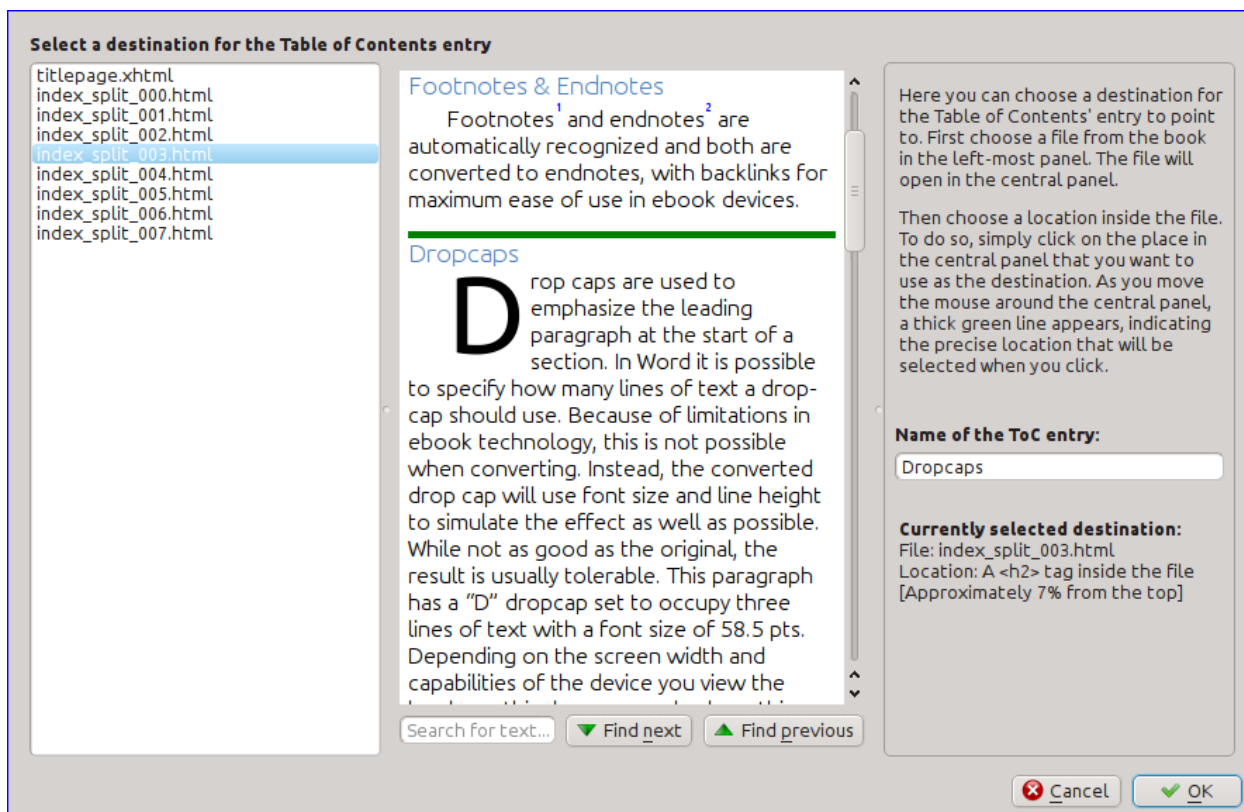 Select a destination for the Table of Contents entry
titlepage.xhtml
index_split_000.html
index_split_001.html
index_split_002.html
index_split_003.html
index_split_004.html
index_split_005.html
index_split_006.html
index_split_007.html
Footnotes & Endnotes
Footnotes1 and endnotes2 are
automatically recognized and both are
converted to endnotes, with backlinks for
maximum ease of use in ebook devices.
Dropcaps
Drop caps are used to
emphasize the leading
paragraph at the start of a
section. In Word it is possible
to specify how many lines of text a drop-
cap should use. Because of limitations in
ebook technology, this is not possible
when converting. Instead, the converted
drop cap will use font size and line height
to simulate the effect as well as possible.
While not as good as the original, the
result is usually tolerable. This paragraph
has a “D” dropcap set to occupy three
lines of text with a font size of 58.5 pts.
Depending on the screen width and
capabilities of the device you view the
Search for text...
Find next
Find previous
Here you can choose a destination for
the Table of Contents' entry to point
to. First choose a file from the book
in the left-most panel. The file will
open in the central panel.
Then choose a location inside the file.
To do so, simply click on the place in
the central panel that you want to
use as the destination. As you move
the mouse around the central panel,
a thick green line appears, indicating
the precise location that will be
selected when you click.
Name of the ToC entry:
Dropcaps
Currently selected destination:
File: index_split_003.html
Location: A <h2> tag inside the file
[Approximately 7% from the top]
Cancel
OK